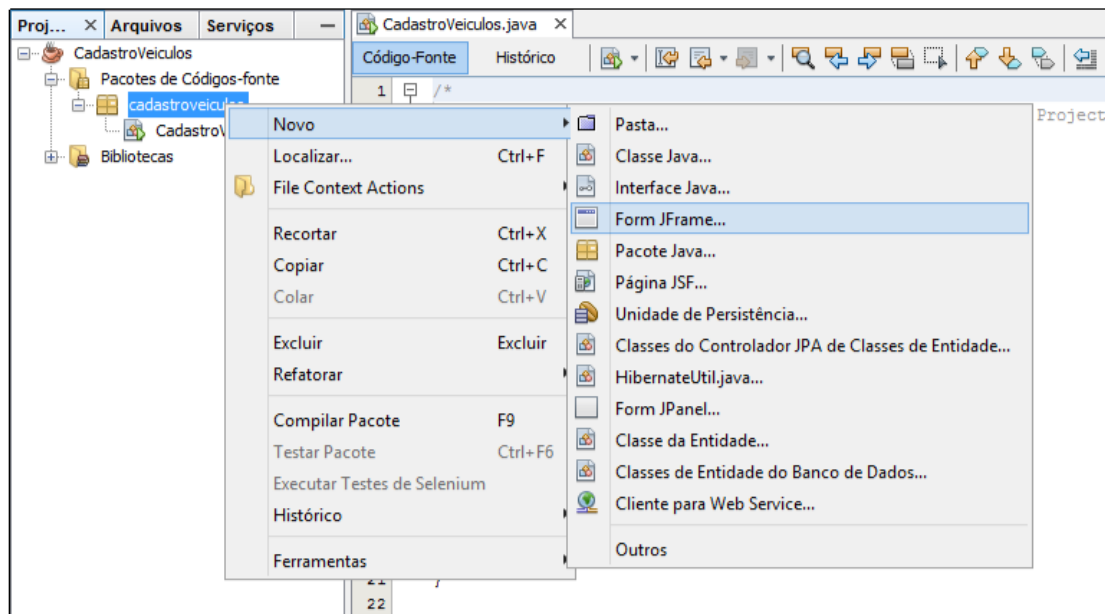 Proj...
Arquivos
Serviços
CadastroVeiculos
Pacotes de Códigos-fonte
cadastroveiculos
CadastroV
Bibliotecas
CadastroVeiculos.java
Código-Fonte
Histórico
1 /*
Project
21 }
22
Novo
Localizar... Ctrl+F
File Context Actions
Recortar Ctrl+X
Copiar Ctrl+C
Colar Ctrl+V
Excluir Excluir
Refatorar
Compilar Pacote F9
Testar Pacote Ctrl+F6
Executar Testes de Selenium
Histórico
Ferramentas
Pasta...
Classe Java...
Interface Java...
Form JFrame...
Pacote Java...
Página JSF...
Unidade de Persistência...
Classes do Controlador JPA de Classes de Entidade...
HibernateUtil.java...
Form JPanel...
Classe da Entidade...
Classes de Entidade do Banco de Dados...
Cliente para Web Service...
Outros